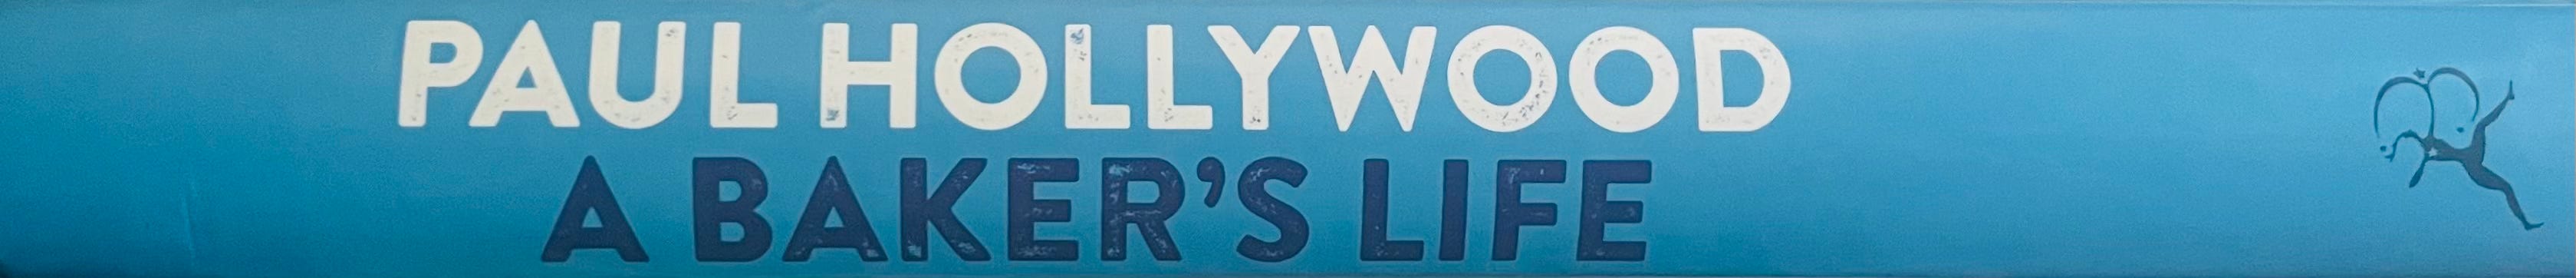 PAUL HOLLYWOOD
A BAKER'S LIFE